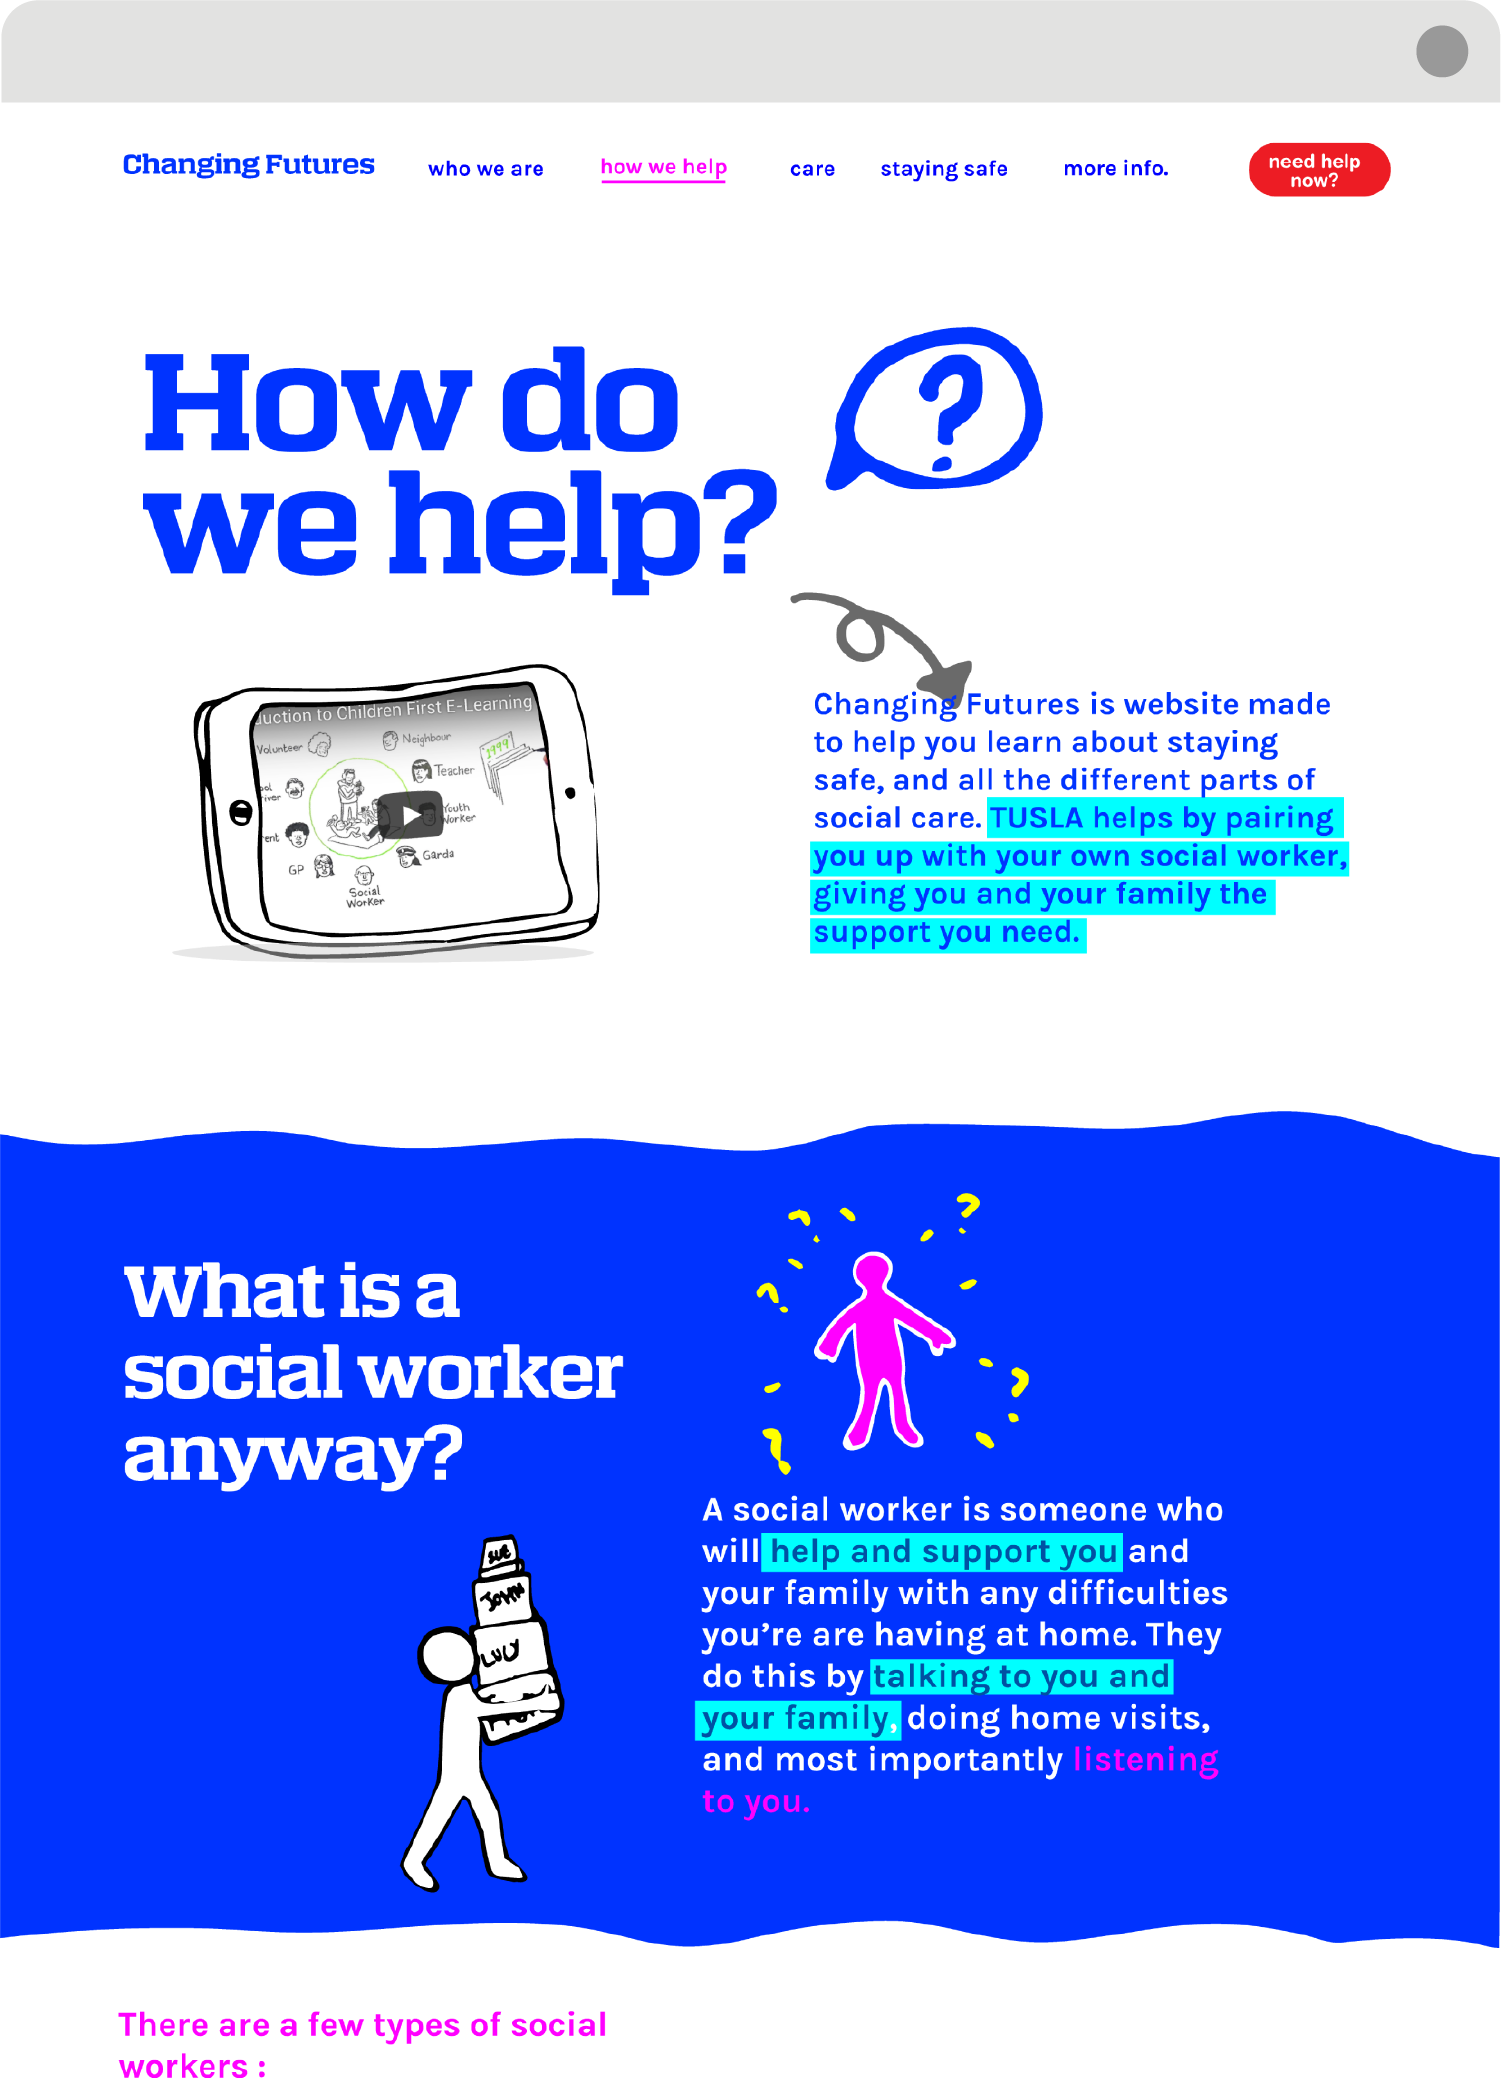 Changing Futures
who we are
how we help
care
staying safe
more info.
need help
now?
How do
we help?
?
duction to Children First E-Learning
Volunteer
Neighbour
1999
Teacher
ool
iver
Youth
Worker
ent
Garda
GP
Social
Worker
Changing Futures is website made
to help you learn about staying
safe, and all the different parts of
social care. TUSLA helps by pairing
you up with your own social worker,
giving you and your family the
support you need.
What is a
social worker
anyway?
? ? ? ? ?
SUE
JOHN
LUCY
A social worker is someone who
will help and support you and
your family with any difficulties
you're are having at home. They
do this by talking to you and
your family, doing home visits,
and most importantly listening
to you.
There are a few types of social
workers :